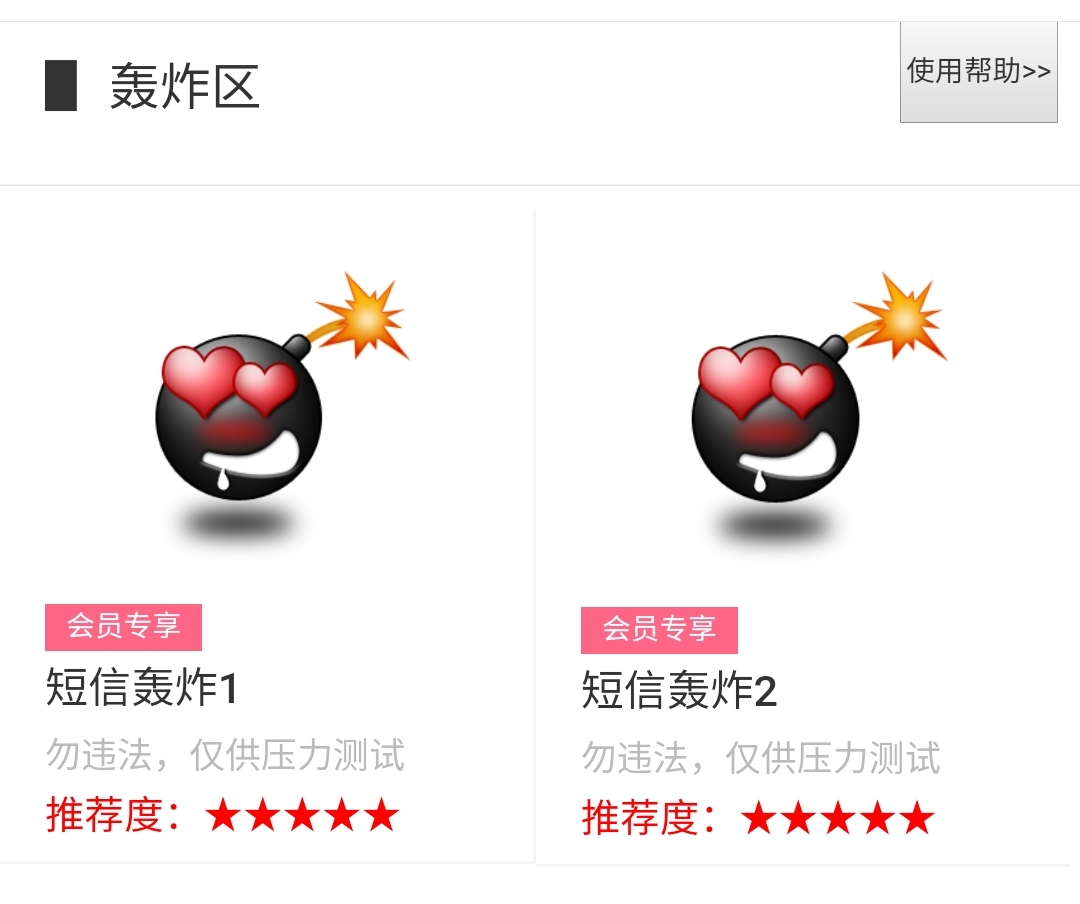 轰炸区
使用帮助>>
会员专享
短信轰炸1
勿违法，仅供压力测试
推荐度：★★★★★
会员专享
短信轰炸2
勿违法，仅供压力测试
推荐度：★★★★★